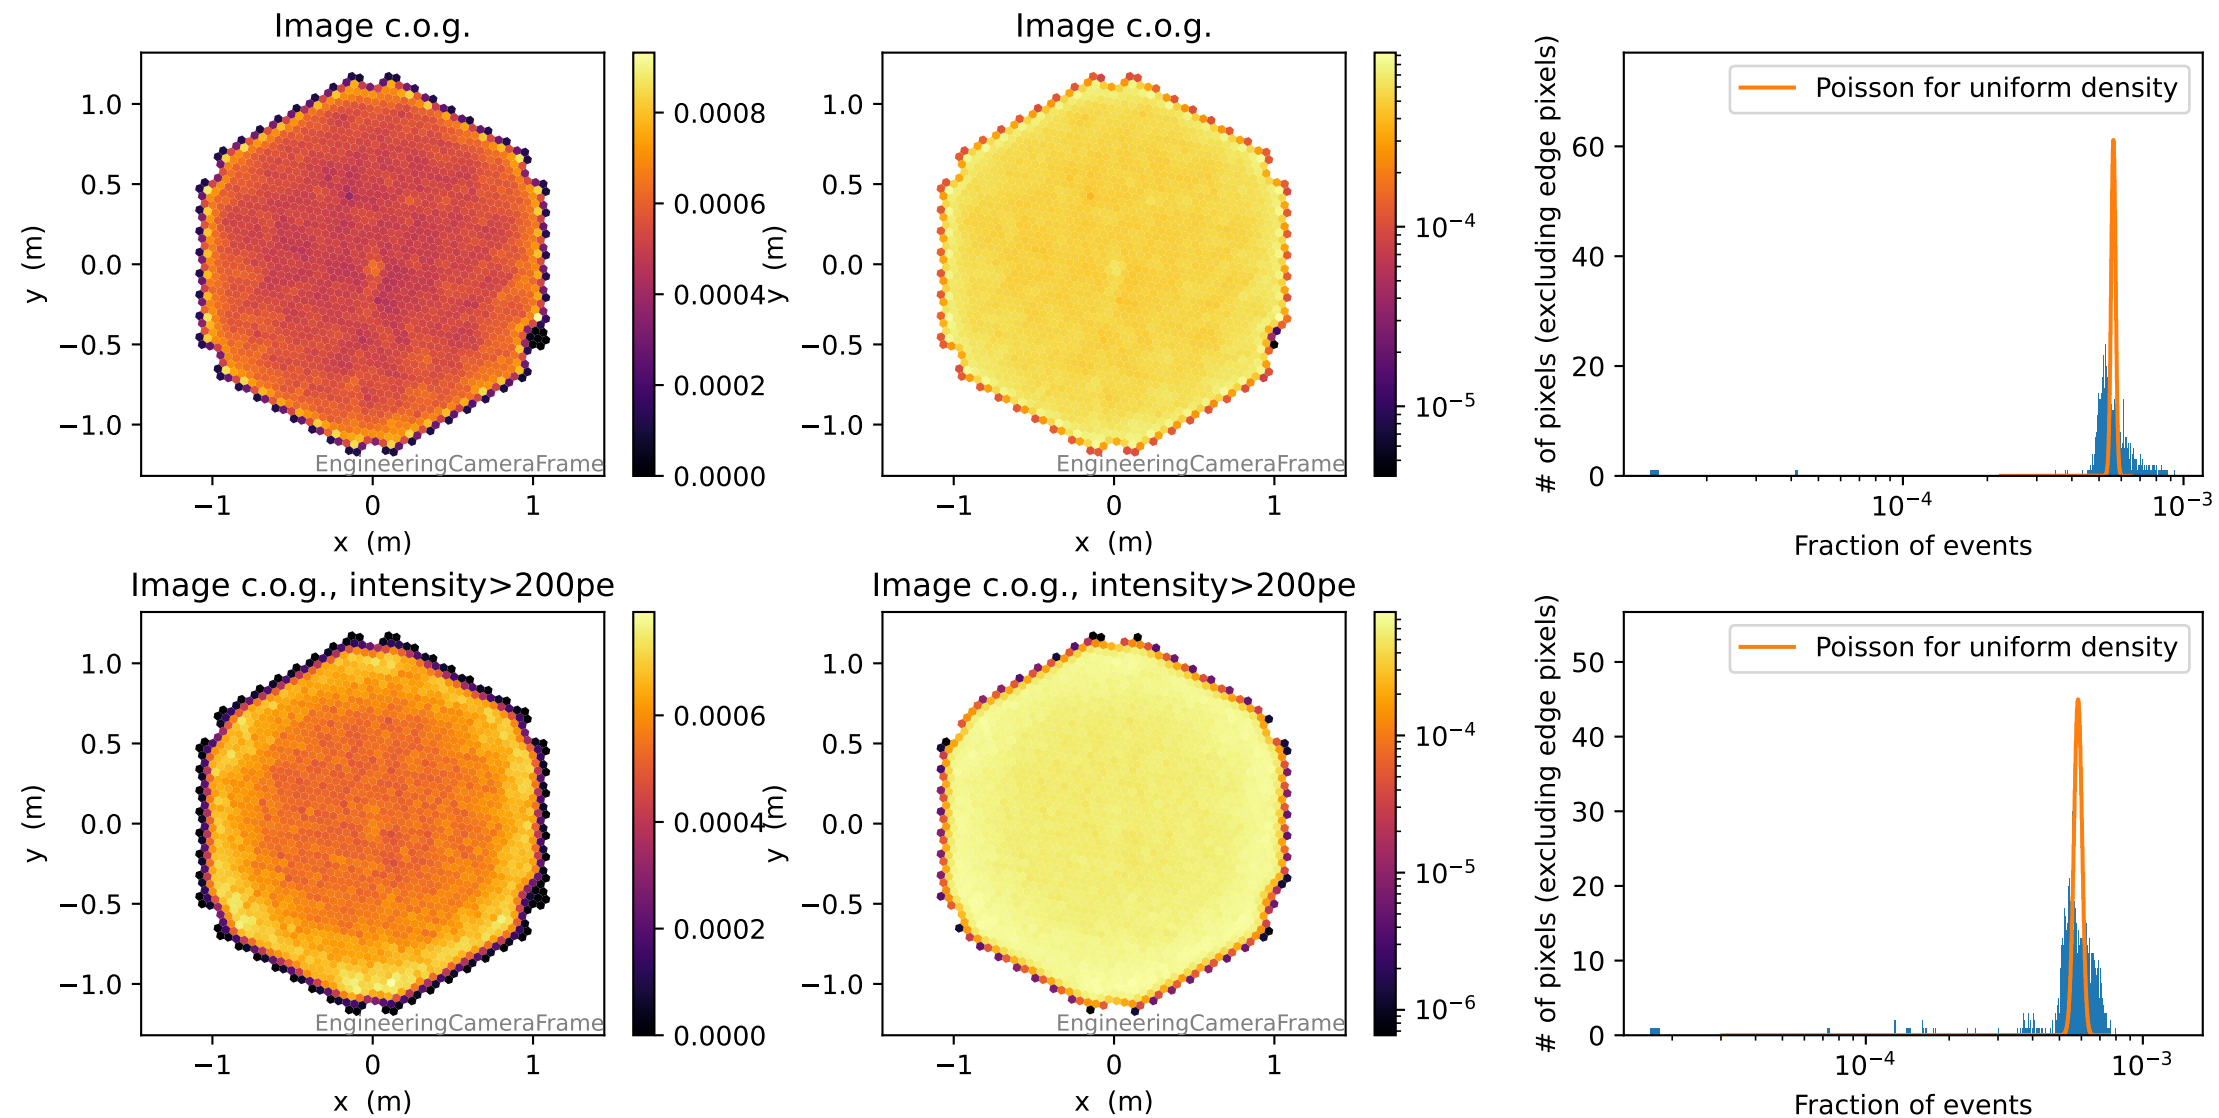 Image c.o.g.
y (m)
1.0
0.5
0.0
−0.5
−1.0
EngineeringCameraFrame
−1 0 1
x (m)
0.0008
0.0006
0.0004
0.0002
0.0000
Image c.o.g.
y (m)
1.0
0.5
0.0
−0.5
−1.0
EngineeringCameraFrame
−1 0 1
x (m)
10⁻⁴
10⁻⁵
# of pixels (excluding edge pixels)
Poisson for uniform density
60
40
20
0
10⁻⁴ 10⁻³
Fraction of events
Image c.o.g., intensity>200pe
y (m)
1.0
0.5
0.0
−0.5
−1.0
EngineeringCameraFrame
−1 0 1
x (m)
0.0006
0.0004
0.0002
0.0000
Image c.o.g., intensity>200pe
y (m)
1.0
0.5
0.0
−0.5
−1.0
EngineeringCameraFrame
−1 0 1
x (m)
10⁻⁴
10⁻⁵
10⁻⁶
# of pixels (excluding edge pixels)
Poisson for uniform density
50
40
30
20
10
0
10⁻⁴ 10⁻³
Fraction of events